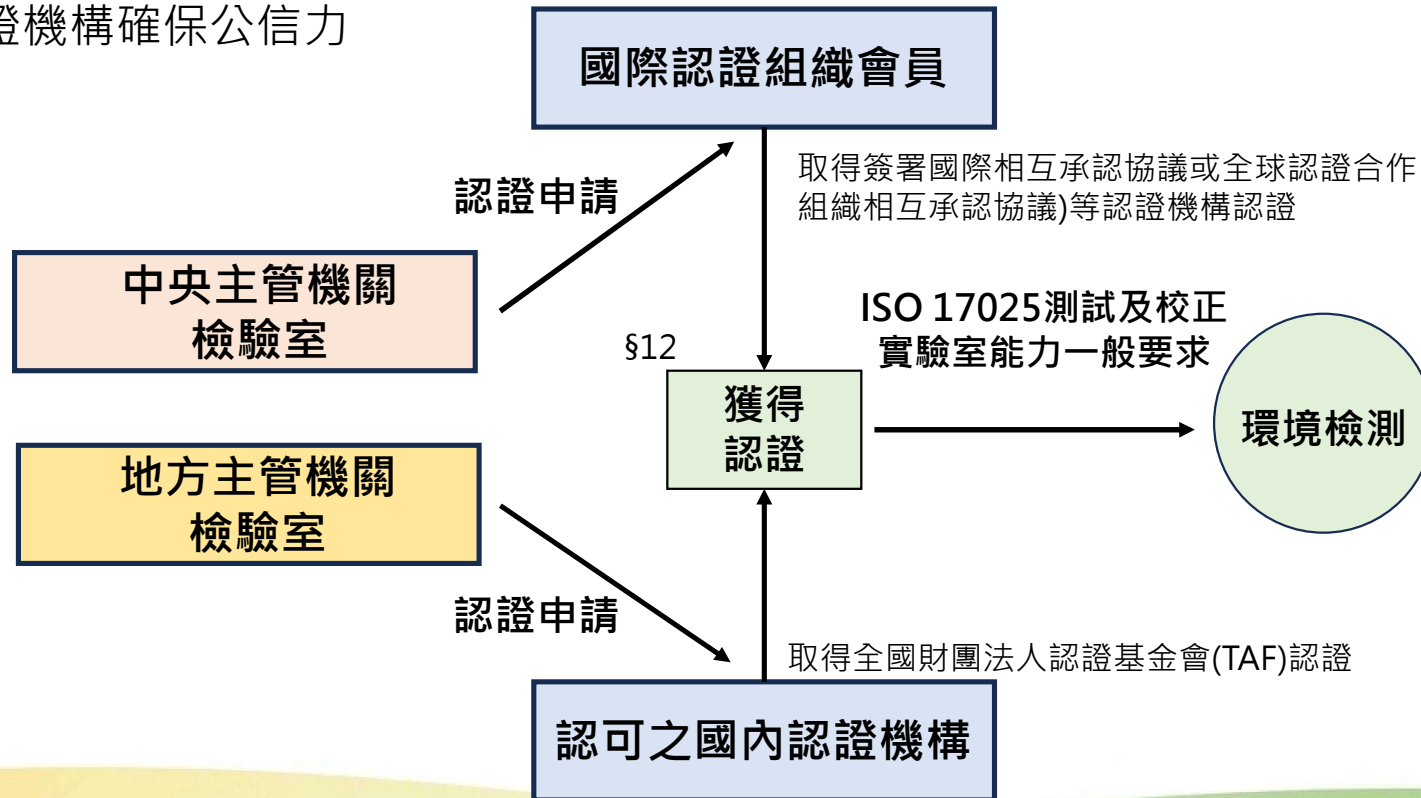 證機構確保公信力
國際認證組織會員
認證申請
取得簽署國際相互承認協議或全球認證合作
組織相互承認協議)等認證機構認證
中央主管機關
檢驗室
ISO 17025測試及校正
實驗室能力一般要求
§12
獲得
認證
環境檢測
地方主管機關
檢驗室
認證申請
取得全國財團法人認證基金會(TAF)認證
認可之國內認證機構